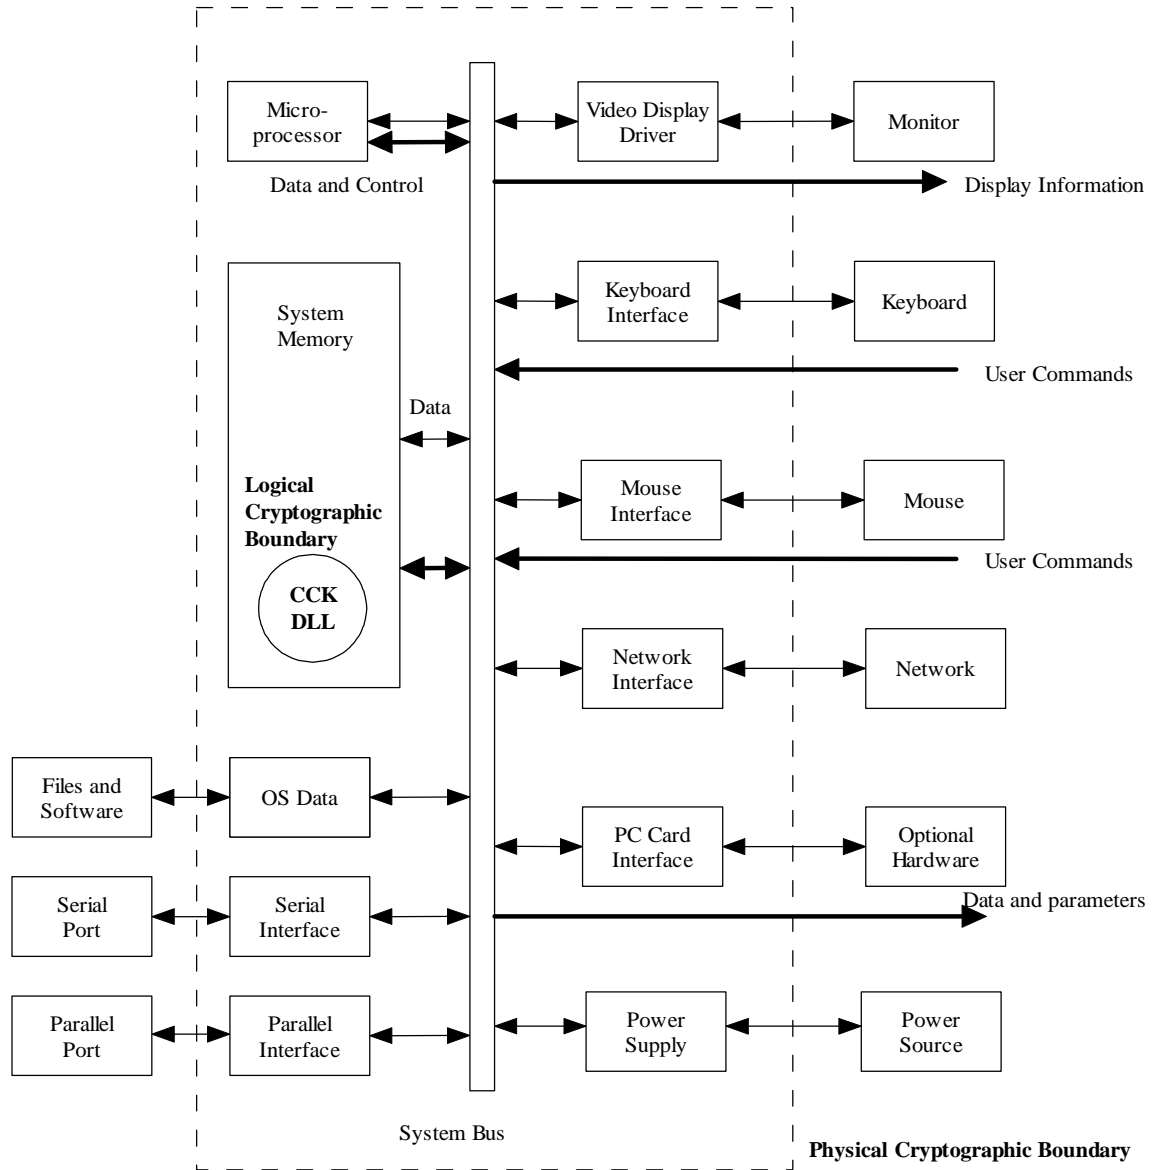 Micro-
processor
Video Display
Driver
Monitor
Data and Control
Display Information
System
Memory
Keyboard
Interface
Keyboard
User Commands
Data
Logical
Cryptographic
Boundary
Mouse
Interface
Mouse
User Commands
CCK
DLL
Network
Interface
Network
Files and
Software
OS Data
PC Card
Interface
Optional
Hardware
Serial
Port
Serial
Interface
Data and parameters
Parallel
Port
Parallel
Interface
Power
Supply
Power
Source
System Bus
Physical Cryptographic Boundary